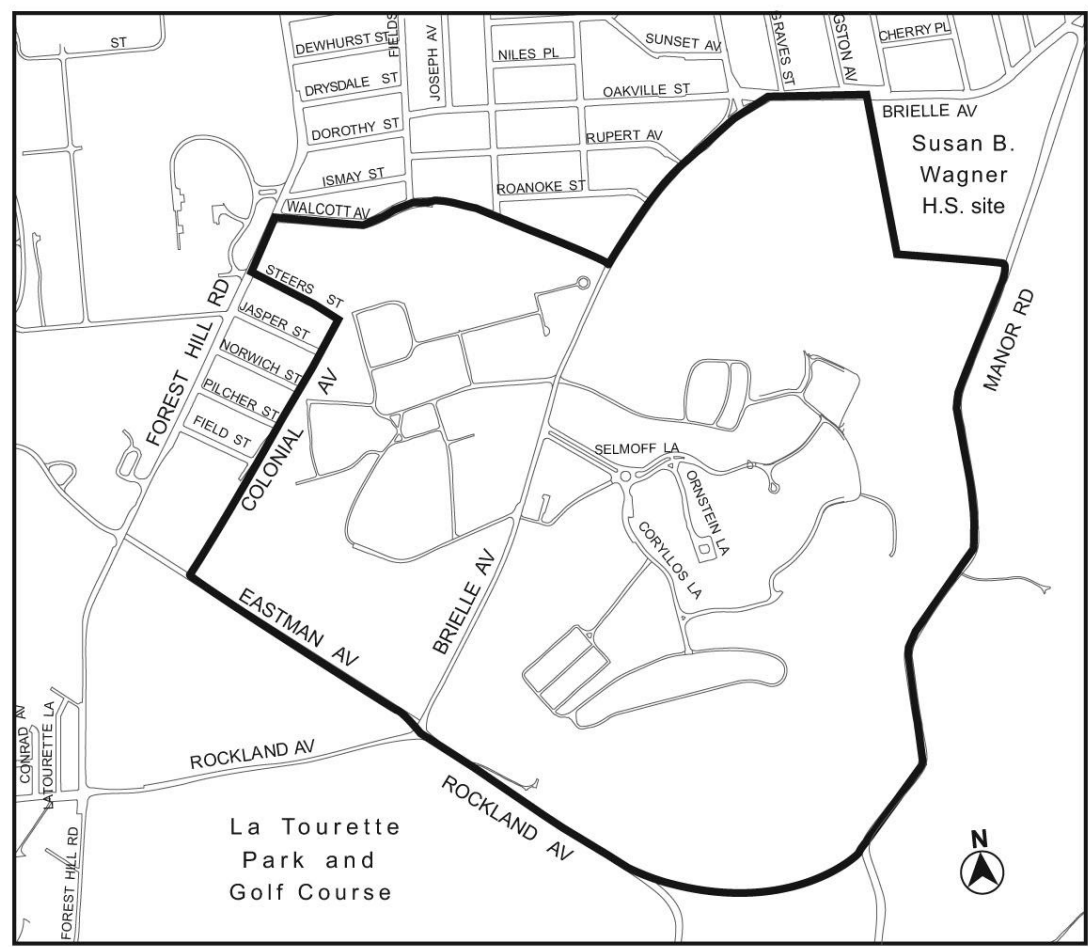 ST
DEWHURST ST
FIELDS
JOSEPH AV
NILES PL
SUNSET AV
GRAVES ST
GSTON AV
CHERRY PL
DRYSDALE ST
OAKVILLE ST
BRIELLE AV
DOROTHY ST
RUPERT AV
Susan B.
Wagner
H.S. site
ISMAY ST
ROANOKE ST
WALCOTT AV
STEERS ST
FOREST HILL RD
JASPER ST
MANOR RD
NORWICH ST
PILCHER ST
FIELD ST
COLONIAL AV
SELMOFF LA
ORNSTEIN LA
CORYLLOS LA
BRIELLE AV
EASTMAN AV
CONRAD AV
LATOURETTE LA
ROCKLAND AV
ROCKLAND AV
La Tourette
Park and
Golf Course
FOREST HILL RD
N